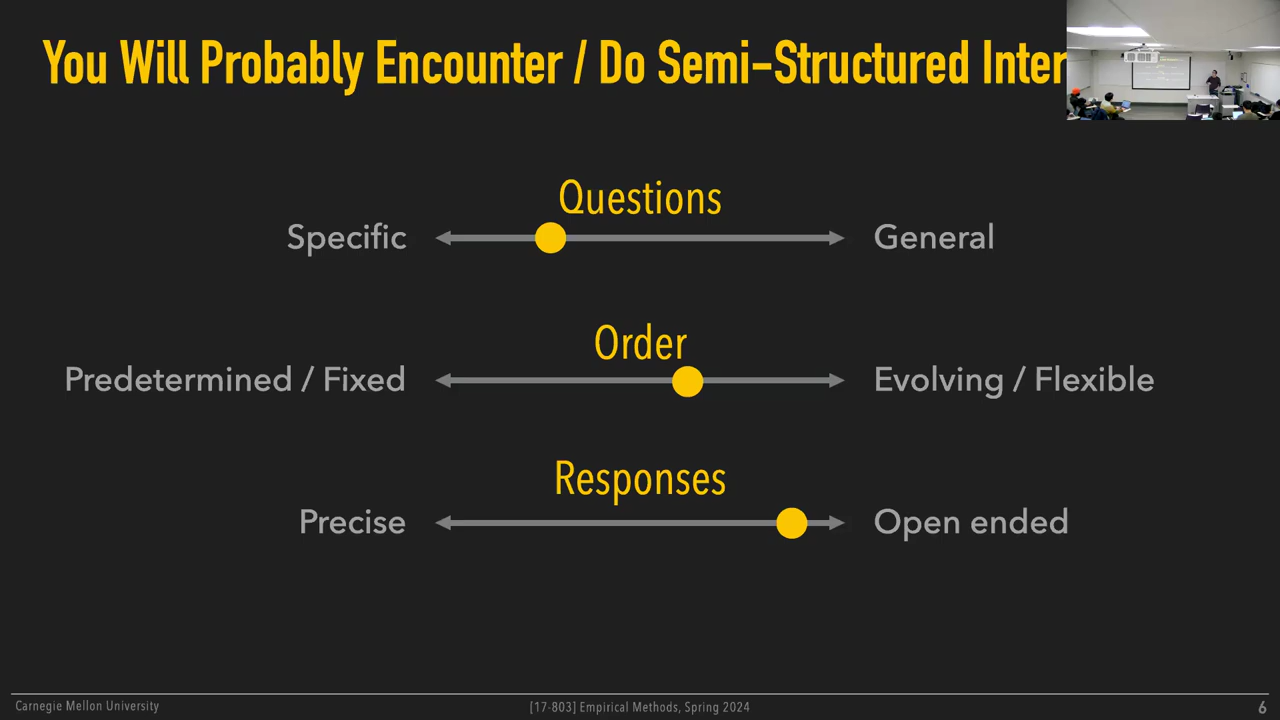 You Will Probably Encounter / Do Semi-Structured Inter
Questions
Specific
General
Order
Predetermined / Fixed
Evolving / Flexible
Responses
Precise
Open ended
Carnegie Mellon University
[17-803] Empirical Methods, Spring 2024
6